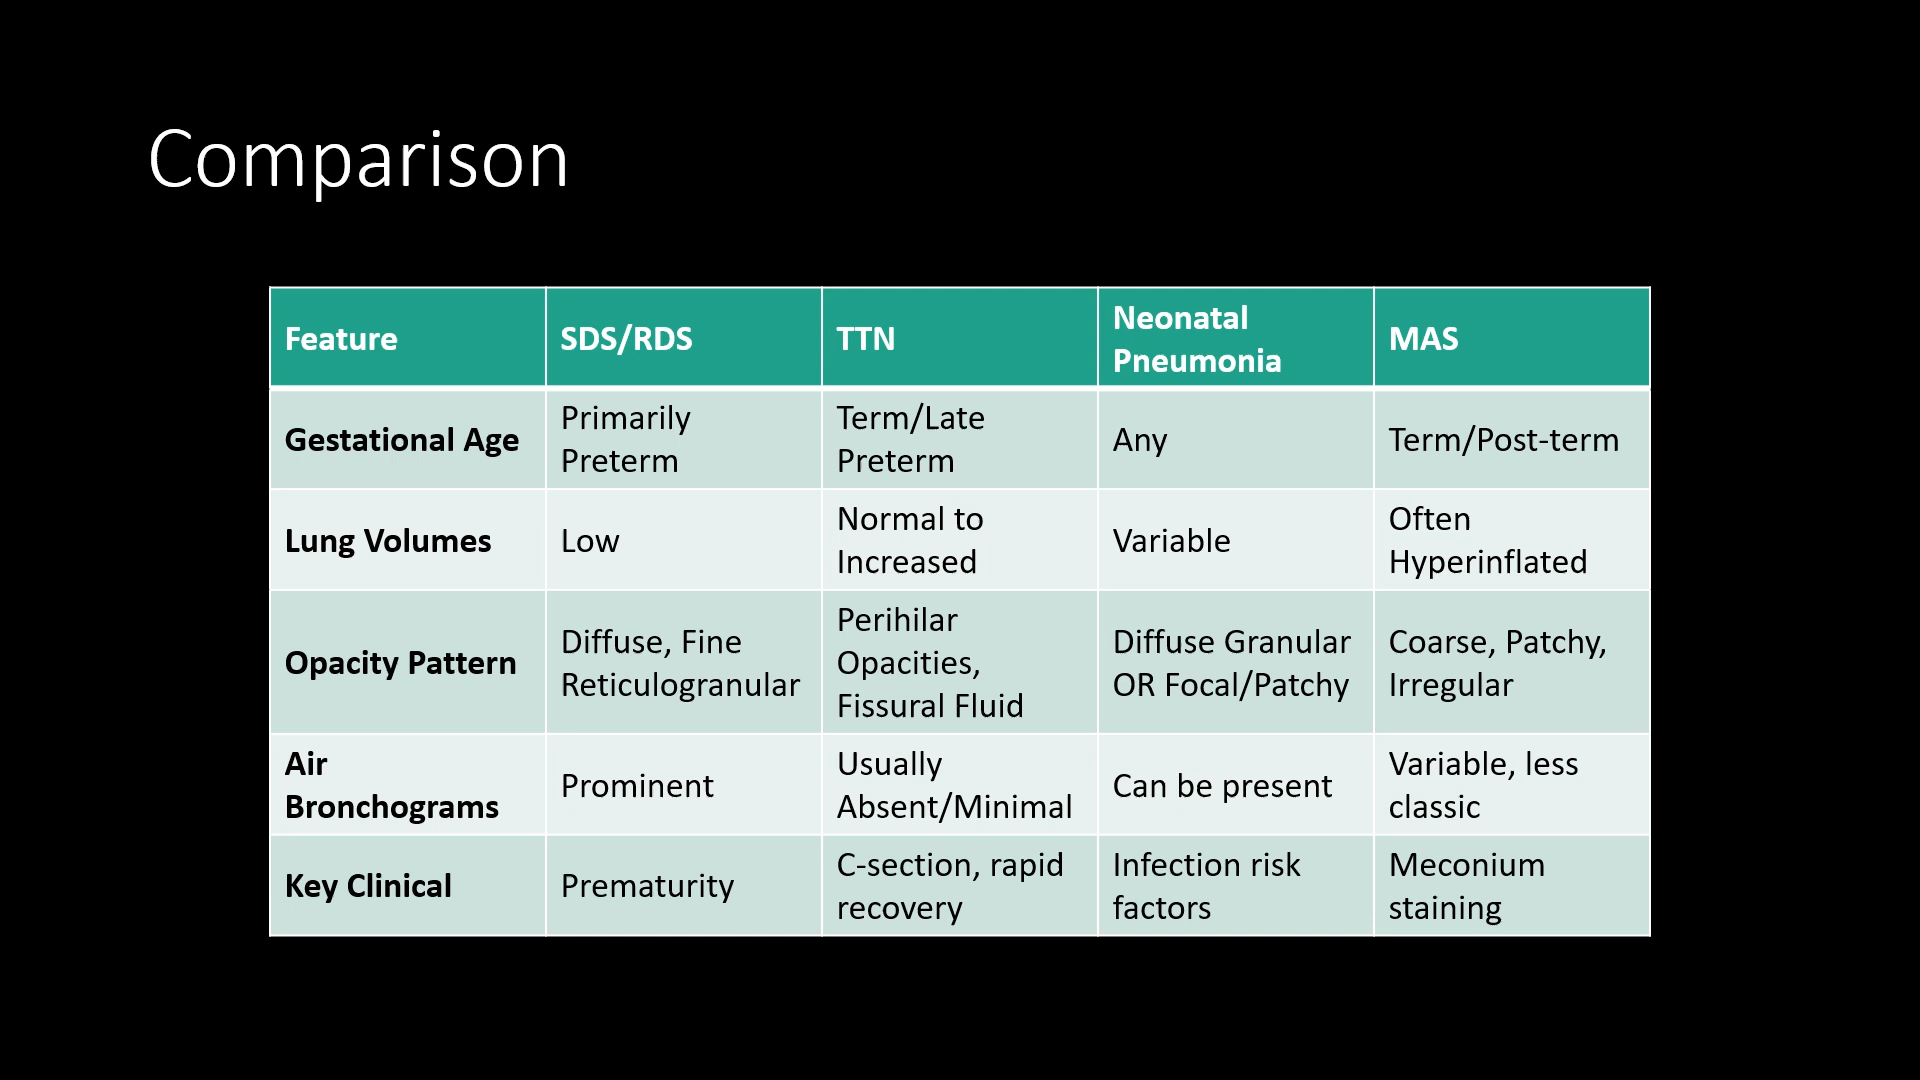 Comparison
Feature
SDS/RDS
TTN
Neonatal
Pneumonia
MAS
Gestational Age
Primarily
Preterm
Term/Late
Preterm
Any
Term/Post-term
Lung Volumes
Low
Normal to
Increased
Variable
Often
Hyperinflated
Opacity Pattern
Diffuse, Fine
Reticulogranular
Perihilar
Opacities,
Fissural Fluid
Diffuse Granular
OR Focal/Patchy
Coarse, Patchy,
Irregular
Air
Bronchograms
Prominent
Usually
Absent/Minimal
Can be present
Variable, less
classic
Key Clinical
Prematurity
C-section, rapid
recovery
Infection risk
factors
Meconium
staining